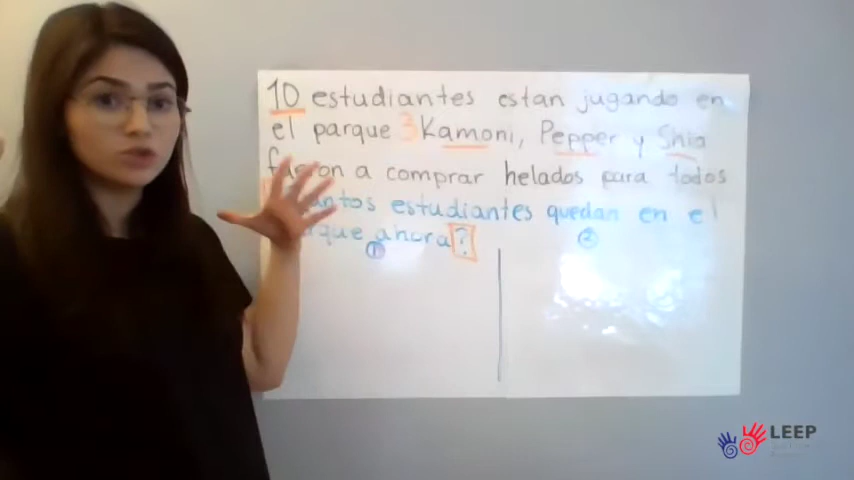 10 estudiantes estan jugando en
el parque 3 Kamoni, Pepper y Shia
fueron a comprar helados para todos
estudiantes quedan en el
ahora ?
1 2
LEEP